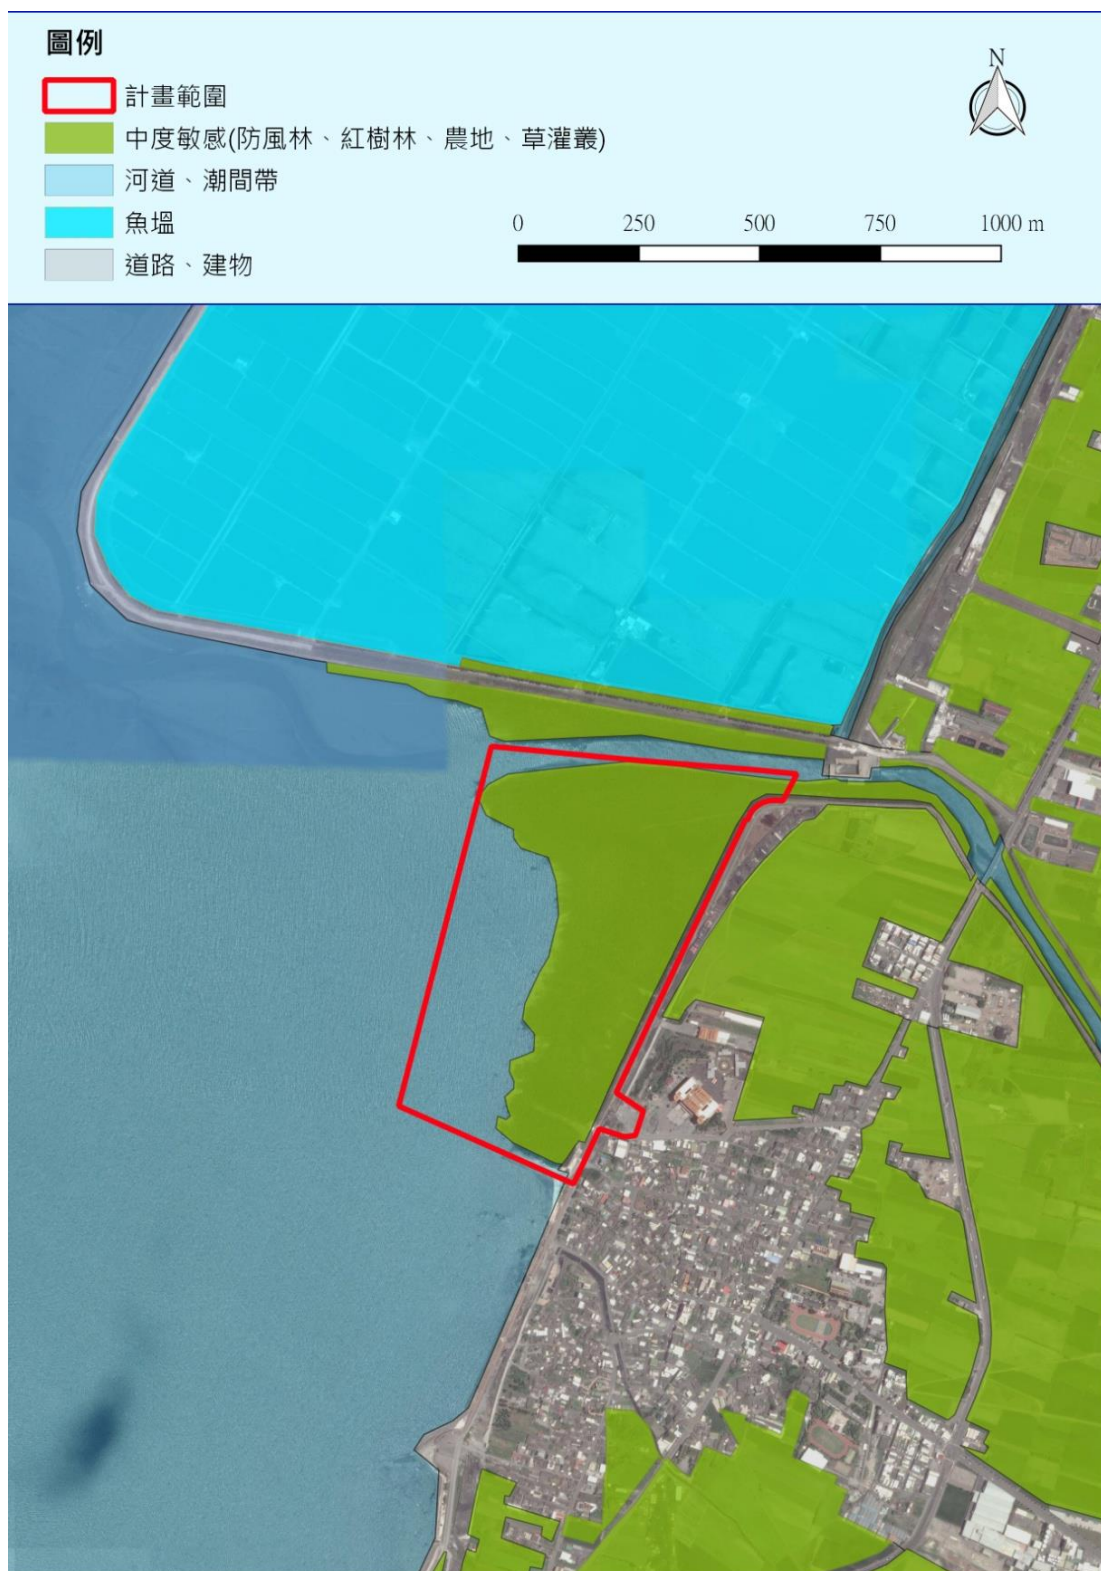 圖例
N
計畫範圍
中度敏感(防風林、紅樹林、農地、草灌叢)
河道、潮間帶
魚塭
道路、建物
0 250 500 750 1000 m